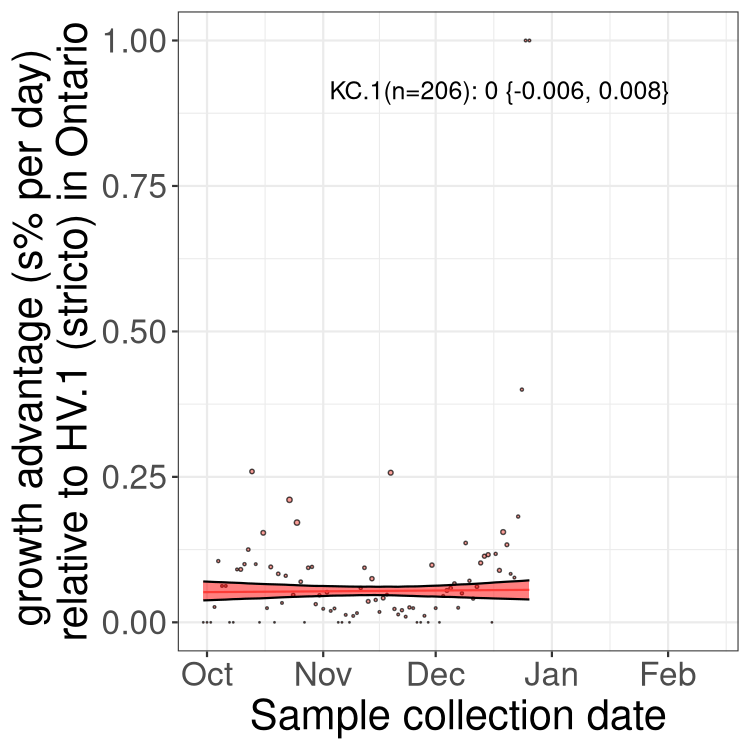 growth advantage (s% per day)
relative to HV.1 (stricto) in Ontario
1.00
0.75
0.50
0.25
0.00
KC.1(n=206): 0 {-0.006, 0.008}
Oct Nov Dec Jan Feb
Sample collection date